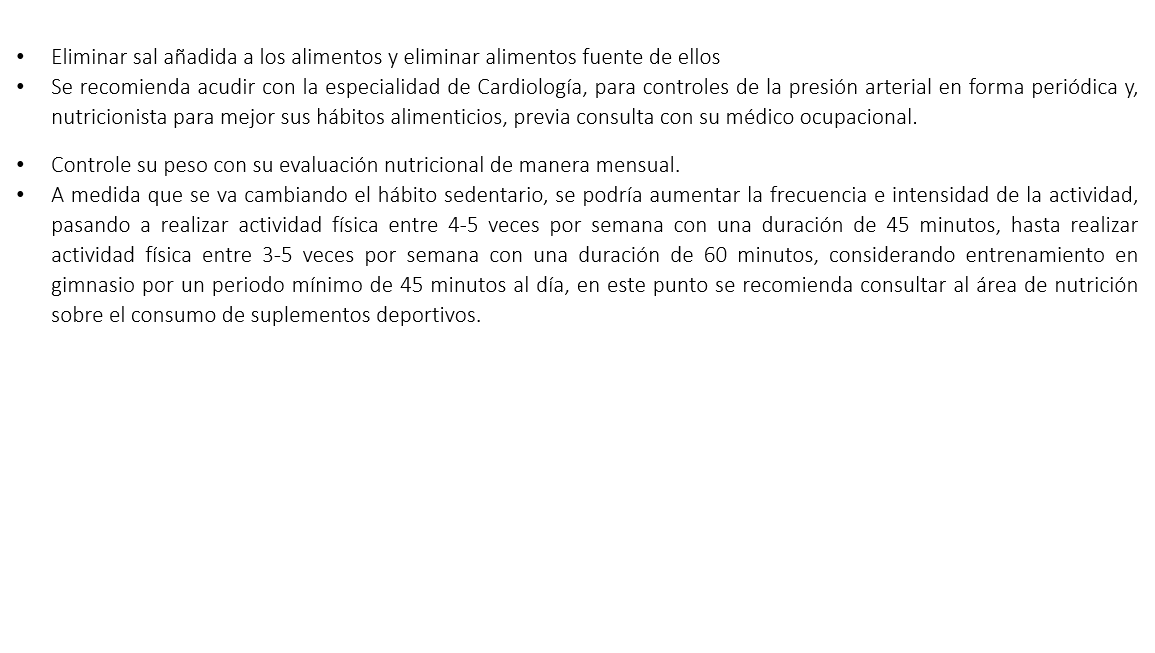 • Eliminar sal añadida a los alimentos y eliminar alimentos fuente de ellos
• Se recomienda acudir con la especialidad de Cardiología, para controles de la presión arterial en forma periódica y,
nutricionista para mejor sus hábitos alimenticios, previa consulta con su médico ocupacional.
• Controle su peso con su evaluación nutricional de manera mensual.
• A medida que se va cambiando el hábito sedentario, se podría aumentar la frecuencia e intensidad de la actividad,
pasando a realizar actividad física entre 4-5 veces por semana con una duración de 45 minutos, hasta realizar
actividad física entre 3-5 veces por semana con una duración de 60 minutos, considerando entrenamiento en
gimnasio por un periodo mínimo de 45 minutos al día, en este punto se recomienda consultar al área de nutrición
sobre el consumo de suplementos deportivos.